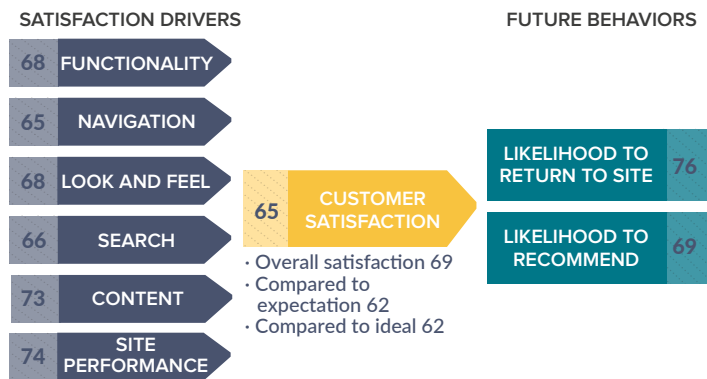 SATISFACTION DRIVERS
68 FUNCTIONALITY
65 NAVIGATION
68 LOOK AND FEEL
66 SEARCH
73 CONTENT
74 SITE
PERFORMANCE
65 CUSTOMER
SATISFACTION
· Overall satisfaction 69
· Compared to
expectation 62
· Compared to ideal 62
FUTURE BEHAVIORS
LIKELIHOOD TO
RETURN TO SITE 76
LIKELIHOOD TO
RECOMMEND 69